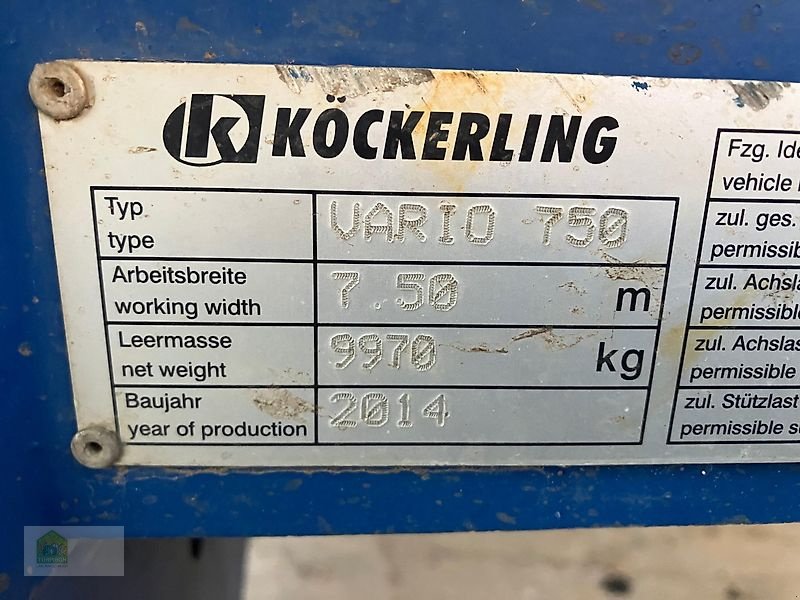 KÖCKERLING
Typ
type
VARIO 750
Arbeitsbreite
working width
7.50 m
Leermasse
net weight
9970 kg
Baujahr
year of production
2014
Fzg. Ide
vehicle
zul. ges.
permissib
zul. Achsla
permissible
zul. Achslas
permissible
zul. Stützlast
permissible su